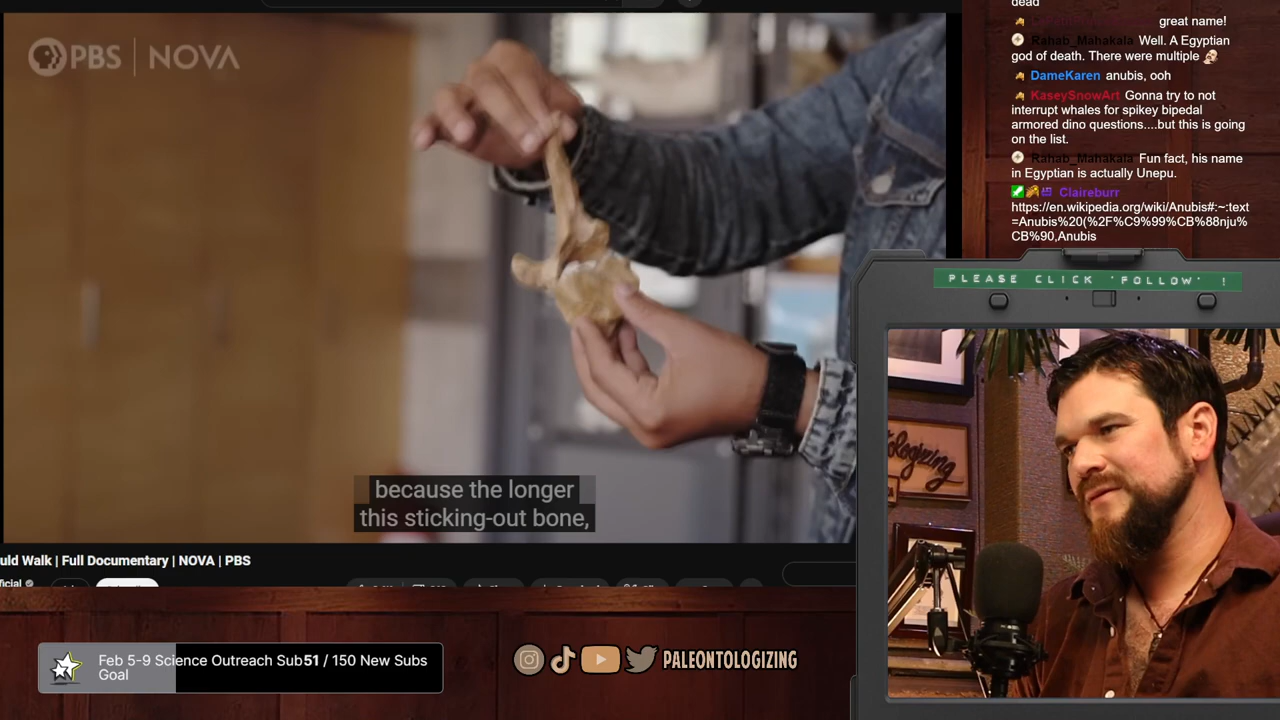 PBS | NOVA
because the longer
this sticking-out bone,
uld Walk | Full Documentary | NOVA | PBS
Feb 5-9 Science Outreach Sub 51 / 150 New Subs
Goal
PALEONTOLOGIZING
dead
great name!
Rahab_Mahakala Well. A Egyptian
god of death. There were multiple
DameKaren anubis, ooh
KaseySnowArt Gonna try to not
interrupt whales for spikey bipedal
armored dino questions....but this is going
on the list.
Rahab_Mahakala Fun fact, his name
in Egyptian is actually Unepu.
Claireburr
https://en.wikipedia.org/wiki/Anubis#:~:text
=Anubis%20(%2F%C9%99%CB%88nju%
CB%90,Anubis
PLEASE CLICK 'FOLLOW' !
ologizing